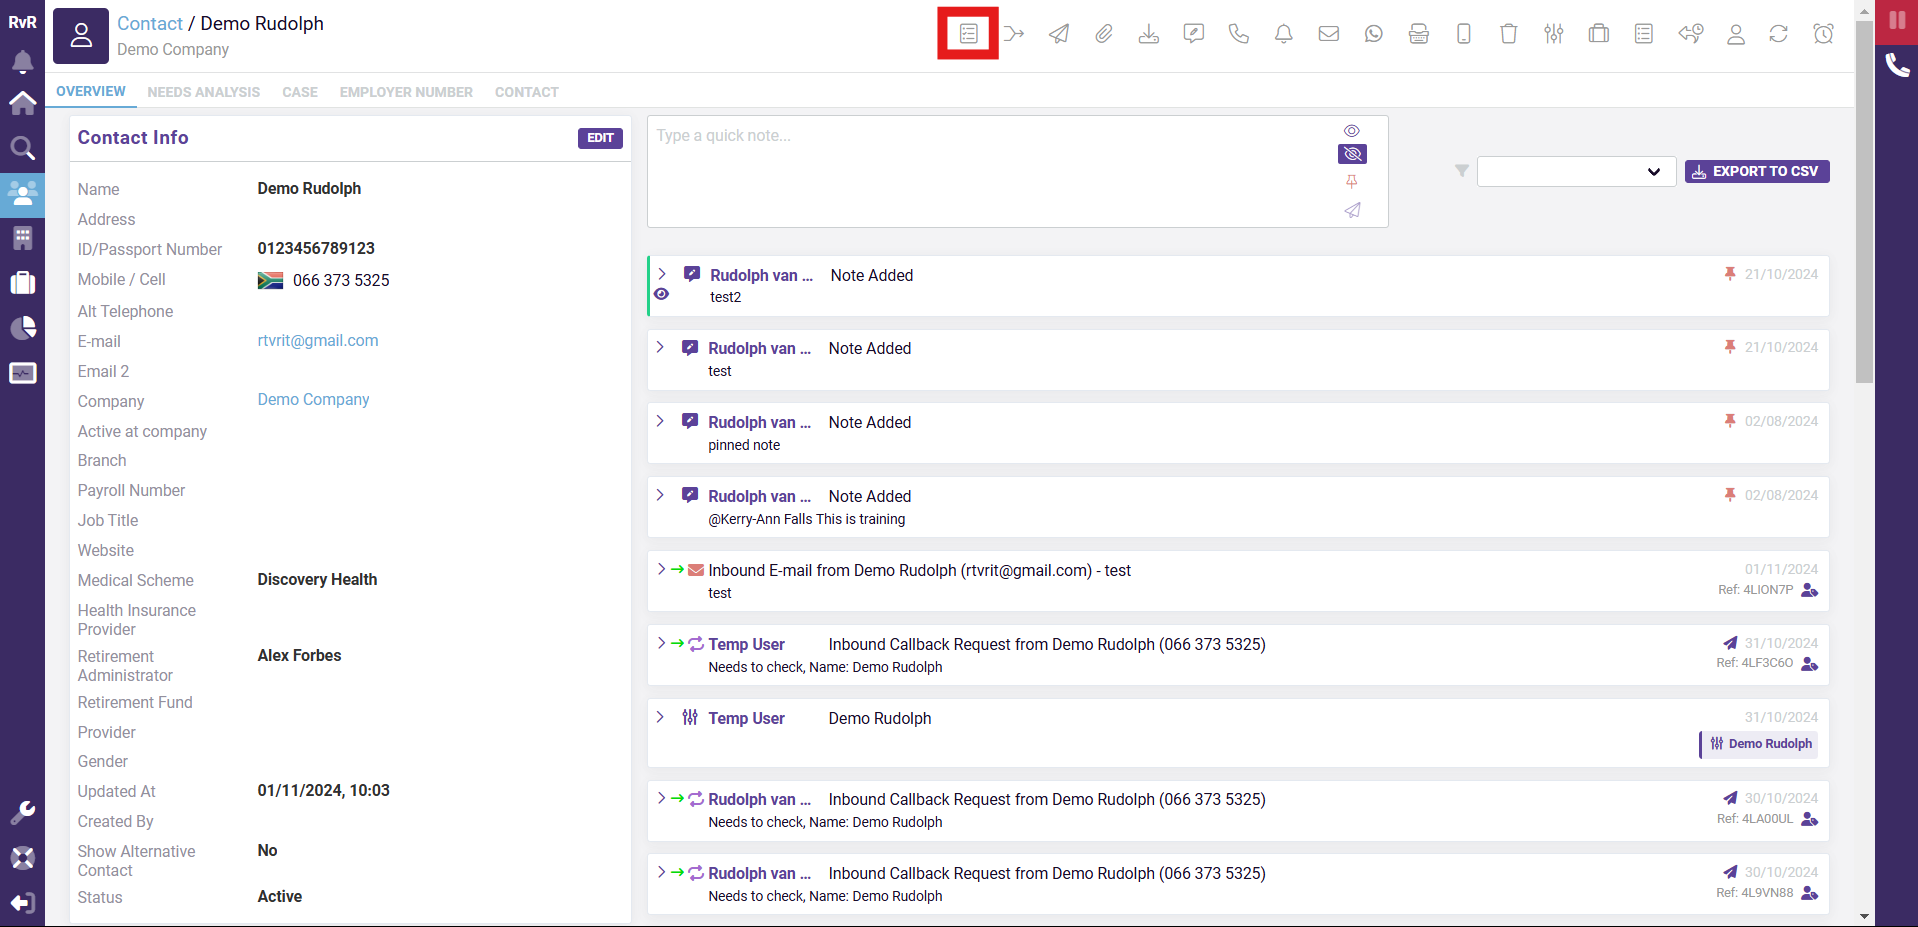 RvR
Contact / Demo Rudolph
Demo Company
OVERVIEW NEEDS ANALYSIS CASE EMPLOYER NUMBER CONTACT
Contact Info
EDIT
Name Demo Rudolph
Address
ID/Passport Number 0123456789123
Mobile / Cell 066 373 5325
Alt Telephone
E-mail rtvrit@gmail.com
Email 2
Company Demo Company
Active at company
Branch
Payroll Number
Job Title
Website
Medical Scheme Discovery Health
Health Insurance
Provider
Retirement Alex Forbes
Administrator
Retirement Fund
Provider
Gender
Updated At 01/11/2024, 10:03
Created By
Show Alternative No
Contact
Status Active
Type a quick note...
EXPORT TO CSV
Rudolph van ... Note Added 21/10/2024
test2
Rudolph van ... Note Added 21/10/2024
test
Rudolph van ... Note Added 02/08/2024
pinned note
Rudolph van ... Note Added 02/08/2024
@Kerry-Ann Falls This is training
Inbound E-mail from Demo Rudolph (rtvrit@gmail.com) - test 01/11/2024
test Ref: 4LION7P
Temp User Inbound Callback Request from Demo Rudolph (066 373 5325) 31/10/2024
Needs to check, Name: Demo Rudolph Ref: 4LF3C6O
Temp User Demo Rudolph 31/10/2024
Demo Rudolph
Rudolph van ... Inbound Callback Request from Demo Rudolph (066 373 5325) 30/10/2024
Needs to check, Name: Demo Rudolph Ref: 4LA00UL
Rudolph van ... Inbound Callback Request from Demo Rudolph (066 373 5325) 30/10/2024
Needs to check, Name: Demo Rudolph Ref: 4L9VN88